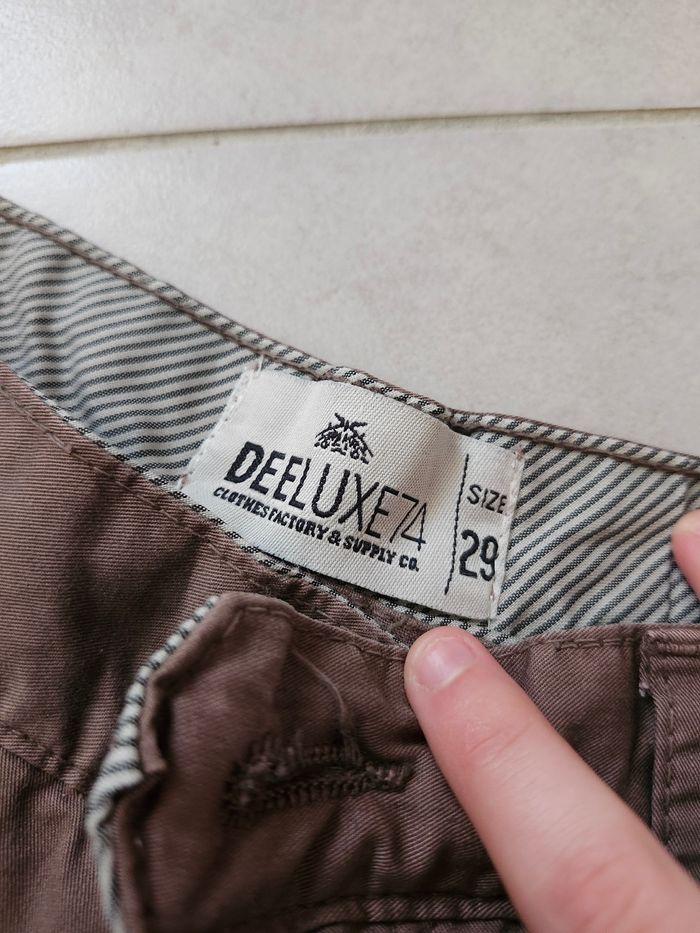 DEELUXE74
CLOTHES FACTORY & SUPPLY CO.
SIZE
29